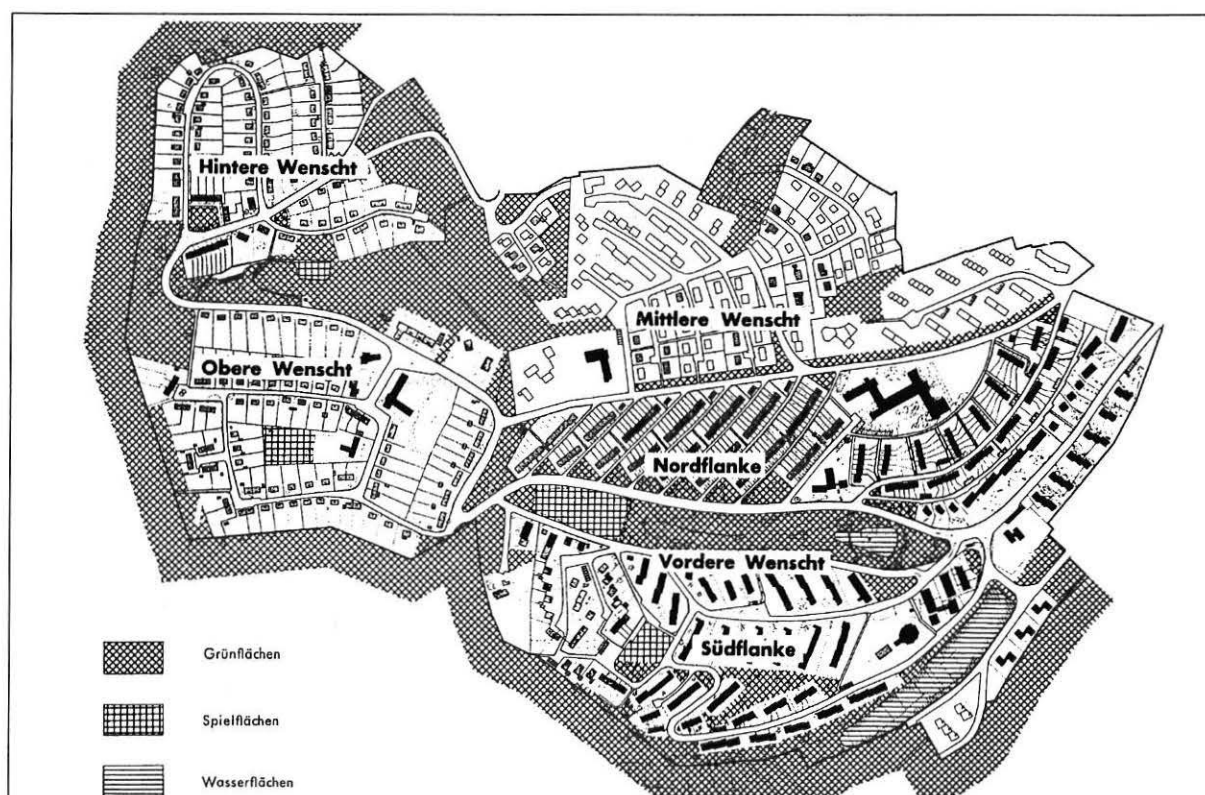 Hintere Wenscht
Mittlere Wenscht
Obere Wenscht
Nordflanke
Vordere Wenscht
Südflanke
Grünflächen
Spielflächen
Wasserflächen